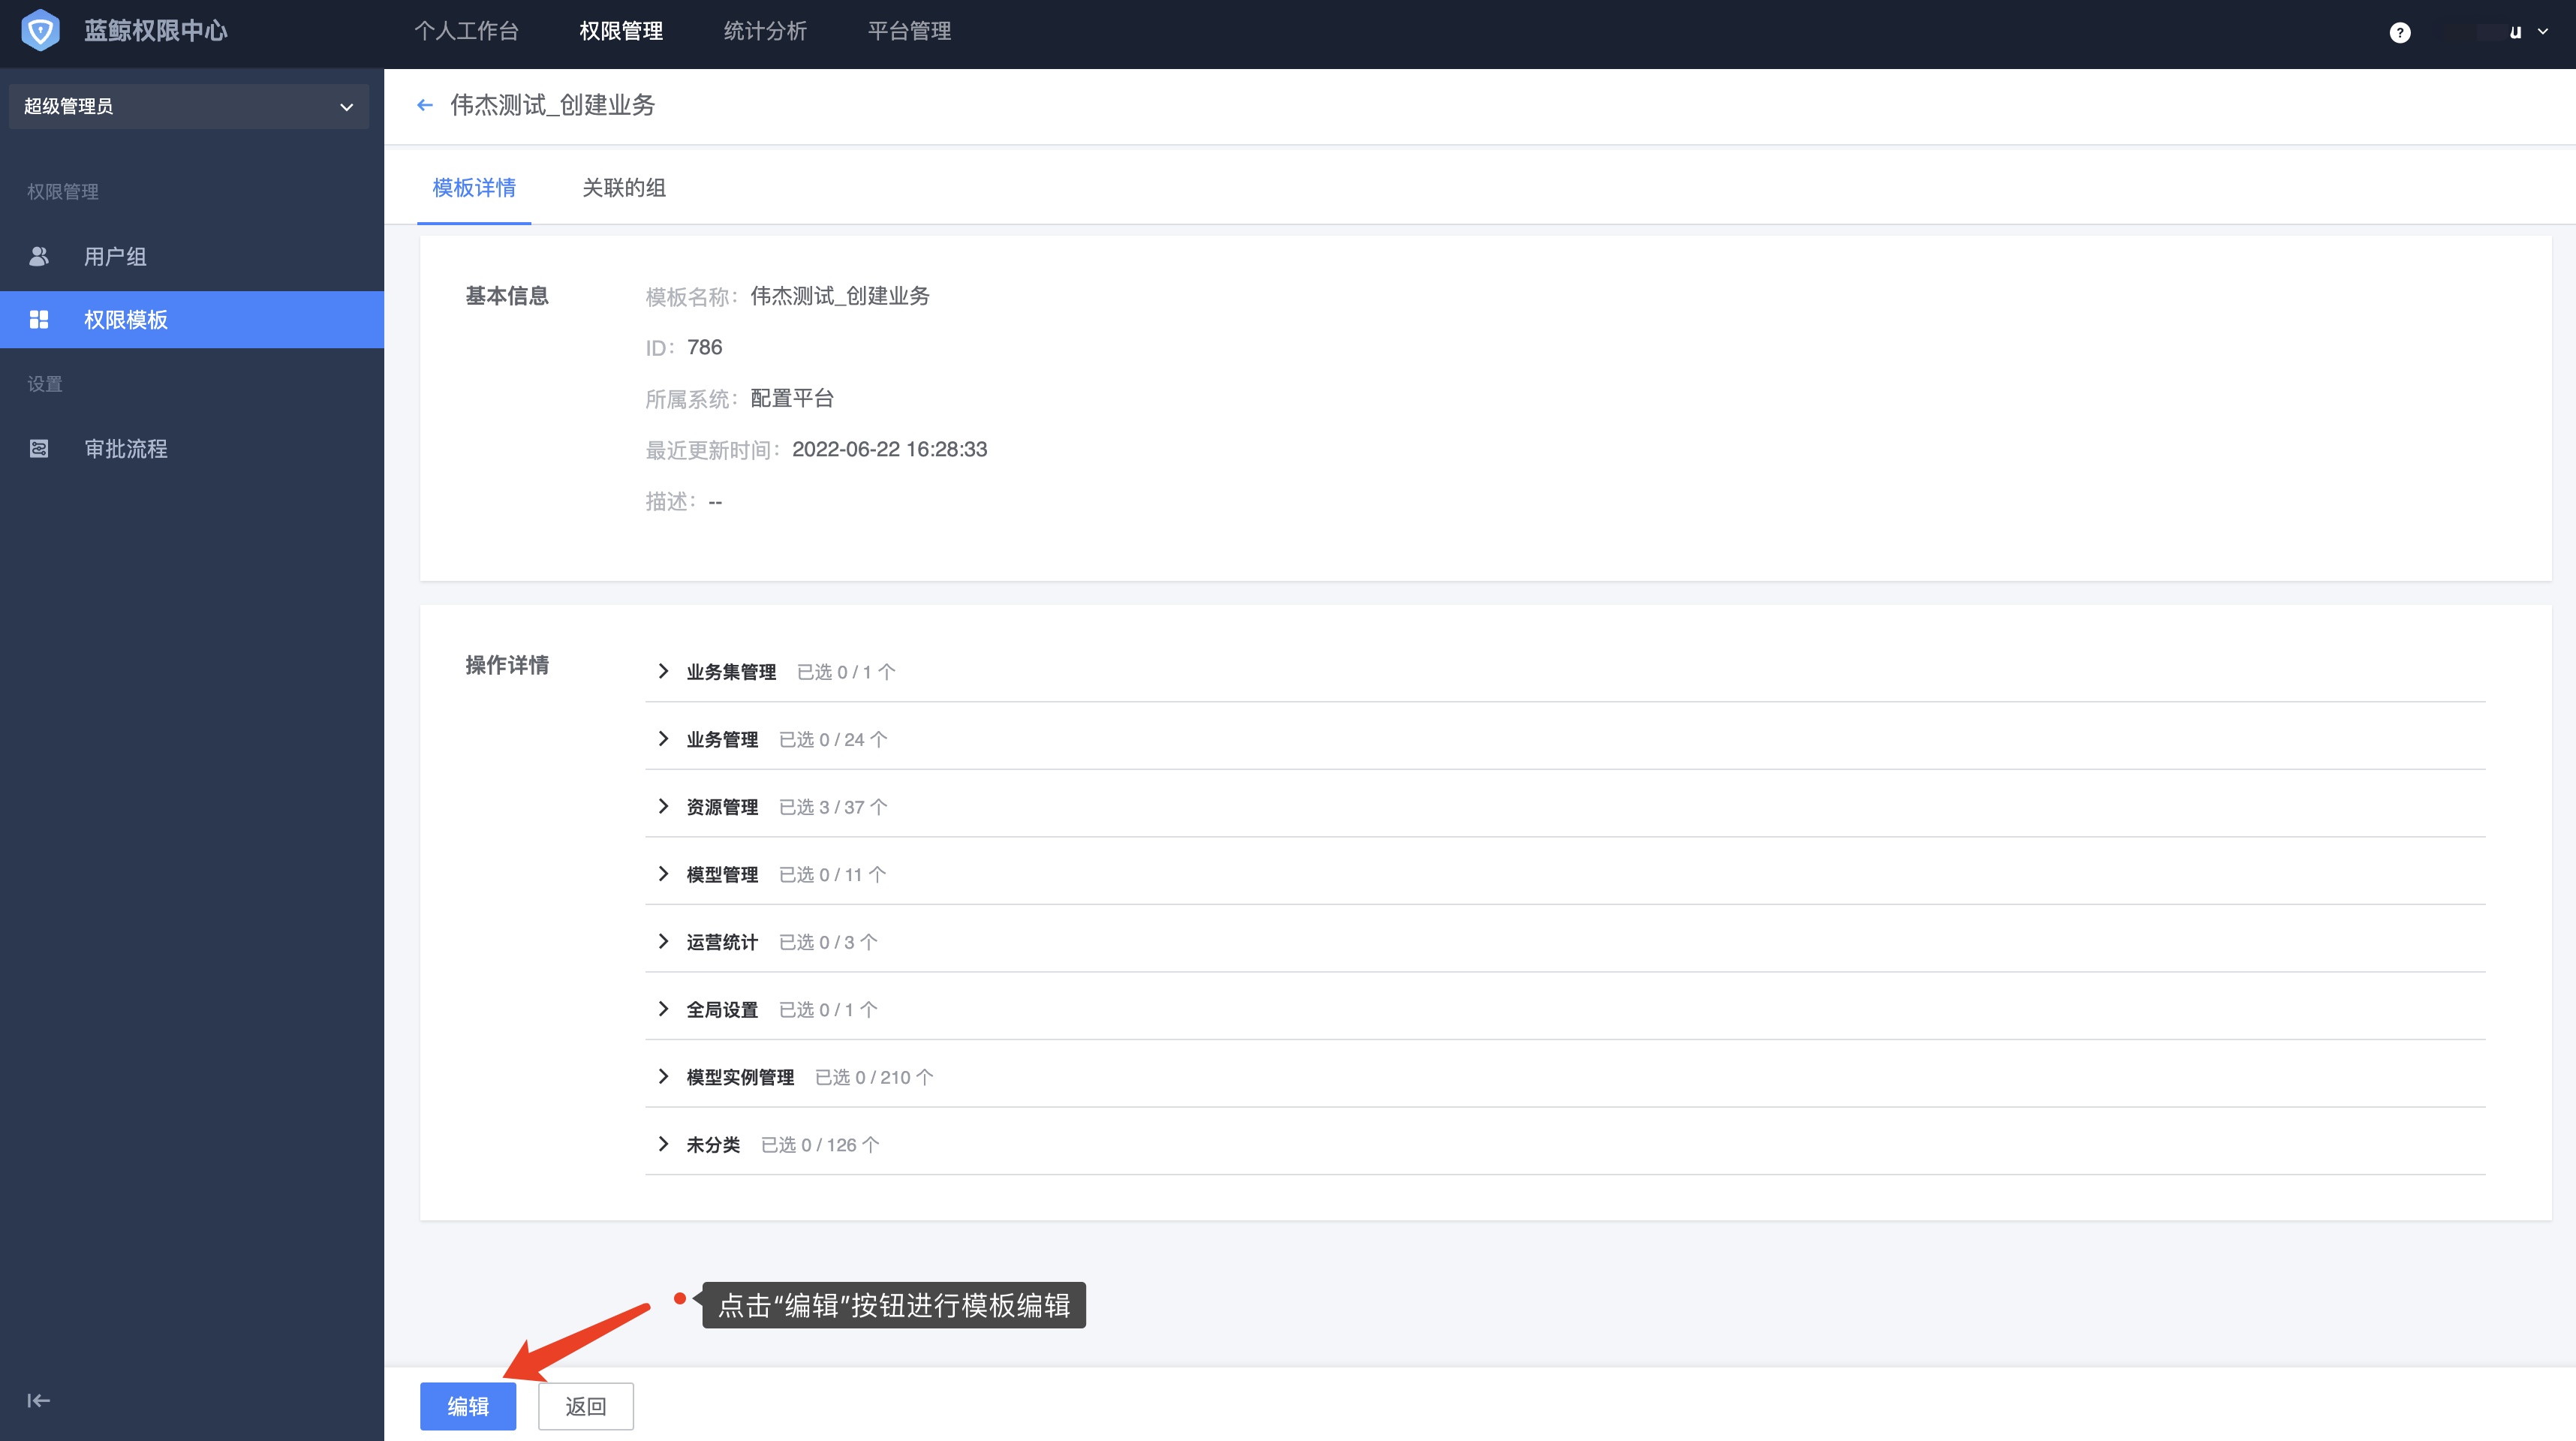 蓝鲸权限中心
个人工作台 权限管理 统计分析 平台管理
? u
超级管理员
权限管理
用户组
权限模板
设置
审批流程
伟杰测试_创建业务
模板详情 关联的组
基本信息
模板名称： 伟杰测试_创建业务
ID： 786
所属系统： 配置平台
最近更新时间： 2022-06-22 16:28:33
描述： --
操作详情
业务集管理 已选 0 / 1 个
业务管理 已选 0 / 24 个
资源管理 已选 3 / 37 个
模型管理 已选 0 / 11 个
运营统计 已选 0 / 3 个
全局设置 已选 0 / 1 个
模型实例管理 已选 0 / 210 个
未分类 已选 0 / 126 个
点击“编辑”按钮进行模板编辑
编辑 返回